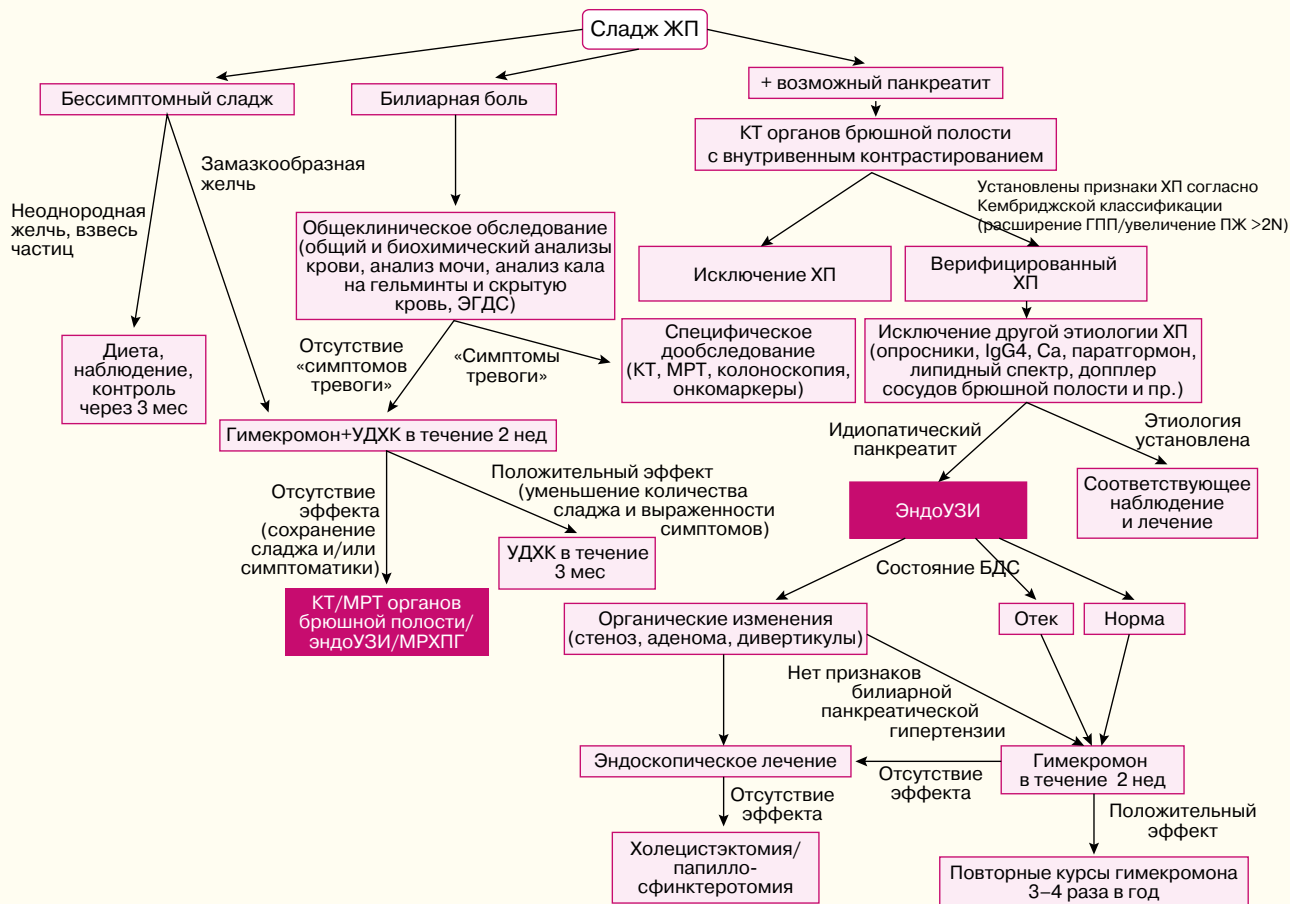 Сладж ЖП
Бессимптомный сладж
Билиарная боль
+ возможный панкреатит
КТ органов брюшной полости
с внутривенным контрастированием
Замазкообразная
желчь
Неоднородная
желчь, взвесь
частиц
Установлены признаки ХП согласно
Кембриджской классификации
(расширение ГПП/увеличение ПЖ >2N)
Общеклиническое обследование
(общий и биохимический анализы
крови, анализ мочи, анализ кала
на гельминты и скрытую
кровь, ЭГДС)
Исключение ХП
Верифицированный
ХП
Диета,
наблюдение,
контроль
через 3 мес
Отсутствие
«симптомов
тревоги»
«Симптомы
тревоги»
Специфическое
дообследование
(КТ, МРТ, колоноскопия,
онкомаркеры)
Исключение другой этиологии ХП
(опросники, IgG4, Ca, паратгормон,
липидный спектр, допплер
сосудов брюшной полости и пр.)
Гимекромон+УДХК в течение 2 нед
Идиопатический
панкреатит
Этиология
установлена
Отсутствие
эффекта
(сохранение
сладжа и/или
симптоматики)
Положительный эффект
(уменьшение количества
сладжа и выраженности
симптомов)
ЭндоУЗИ
Соответствующее
наблюдение
и лечение
УДХК в течение
3 мес
Состояние БДС
КТ/МРТ органов
брюшной полости/
эндоУЗИ/МРХПГ
Органические изменения
(стеноз, аденома, дивертикулы)
Отек
Норма
Нет признаков
билиарной
панкреатической
гипертензии
Эндоскопическое лечение
Отсутствие
эффекта
Гимекромон
в течение 2 нед
Отсутствие
эффекта
Положительный
эффект
Холецистэктомия/
папилло-
сфинктеротомия
Повторные курсы гимекромона
3–4 раза в год